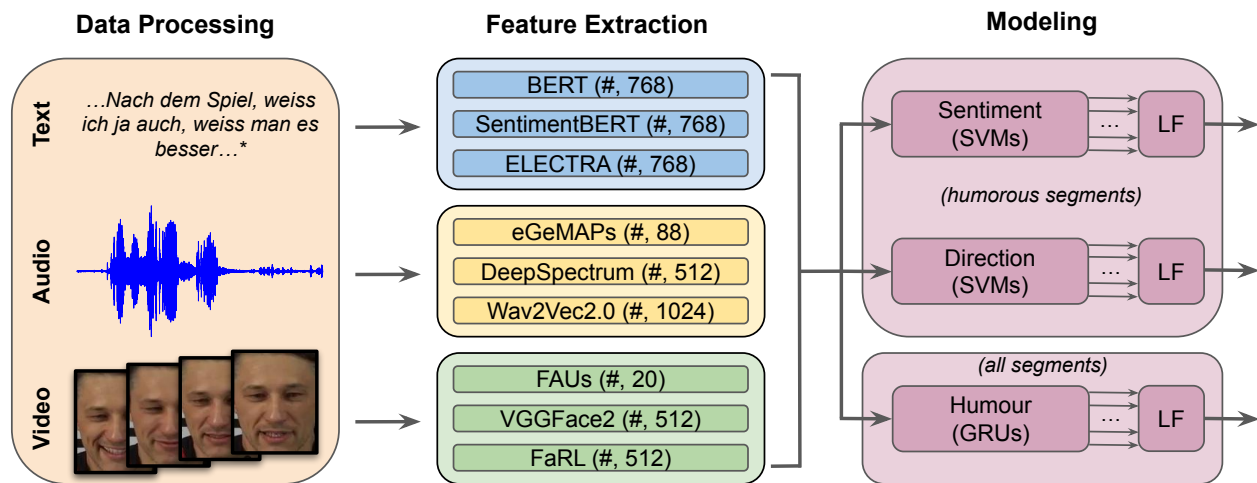 Data Processing
Feature Extraction
Modeling
Text
…Nach dem Spiel, weiss
ich ja auch, weiss man es
besser…*
Audio
Video
BERT (#, 768)
SentimentBERT (#, 768)
ELECTRA (#, 768)
eGeMAPs (#, 88)
DeepSpectrum (#, 512)
Wav2Vec2.0 (#, 1024)
FAUs (#, 20)
VGGFace2 (#, 512)
FaRL (#, 512)
Sentiment
(SVMs)
…
LF
(humorous segments)
Direction
(SVMs)
…
LF
(all segments)
Humour
(GRUs)
…
LF